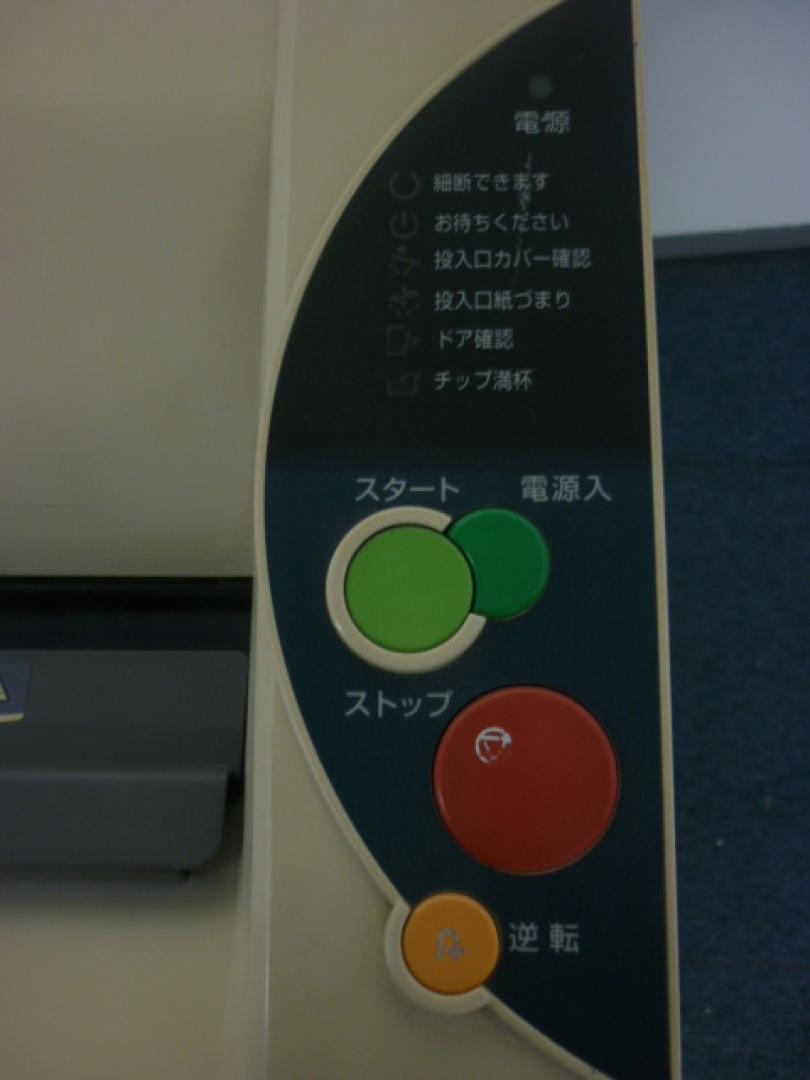 電源
細断できます
お待ちください
投入口カバー確認
投入口紙づまり
ドア確認
チップ満杯
スタート
電源入
ストップ
逆転